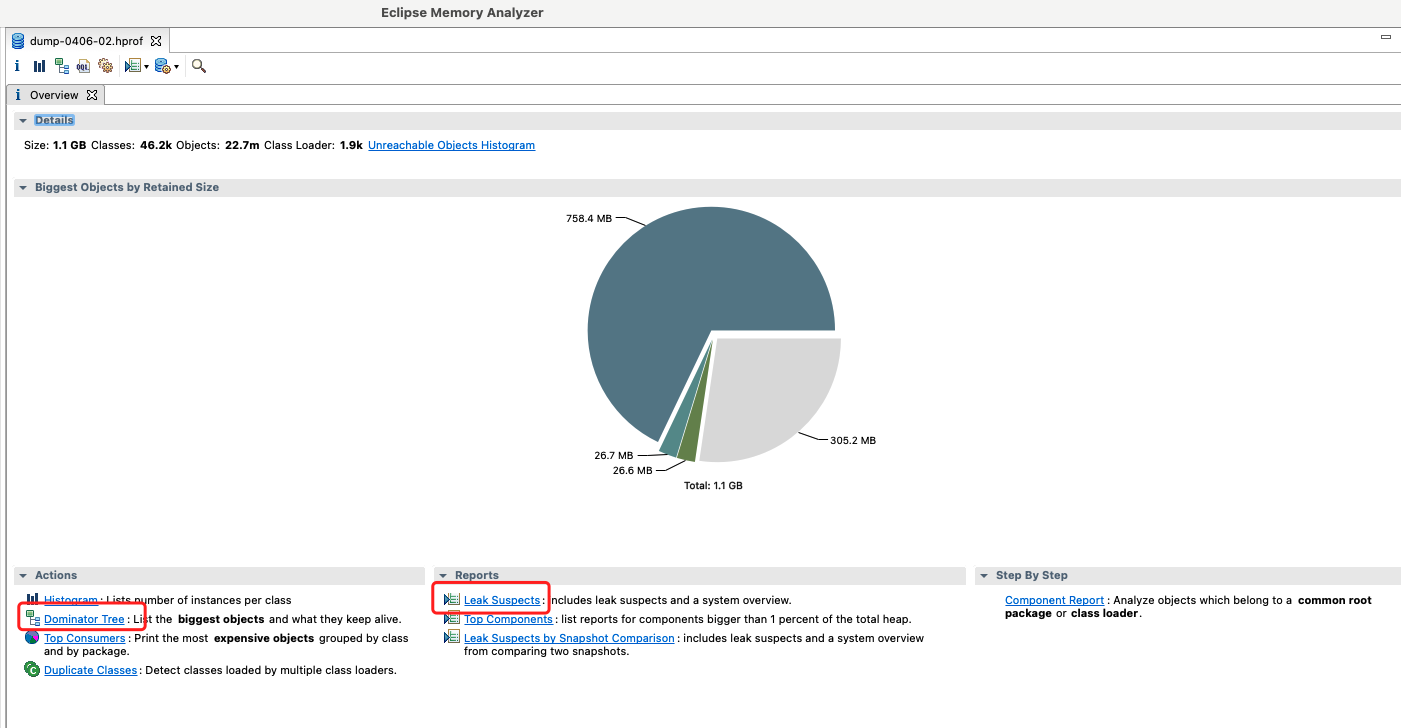 Eclipse Memory Analyzer
dump-0406-02.hprof
OQL
i Overview
Details
Size: 1.1 GB Classes: 46.2k Objects: 22.7m Class Loader: 1.9k Unreachable Objects Histogram
Biggest Objects by Retained Size
758.4 MB
305.2 MB
26.7 MB
26.6 MB
Total: 1.1 GB
Actions
Histogram: Lists number of instances per class
Dominator Tree: List the biggest objects and what they keep alive.
Top Consumers: Print the most expensive objects grouped by class
and by package.
Duplicate Classes: Detect classes loaded by multiple class loaders.
Reports
Leak Suspects: includes leak suspects and a system overview.
Top Components: list reports for components bigger than 1 percent of the total heap.
Leak Suspects by Snapshot Comparison: includes leak suspects and a system overview
from comparing two snapshots.
Step By Step
Component Report: Analyze objects which belong to a common root
package or class loader.